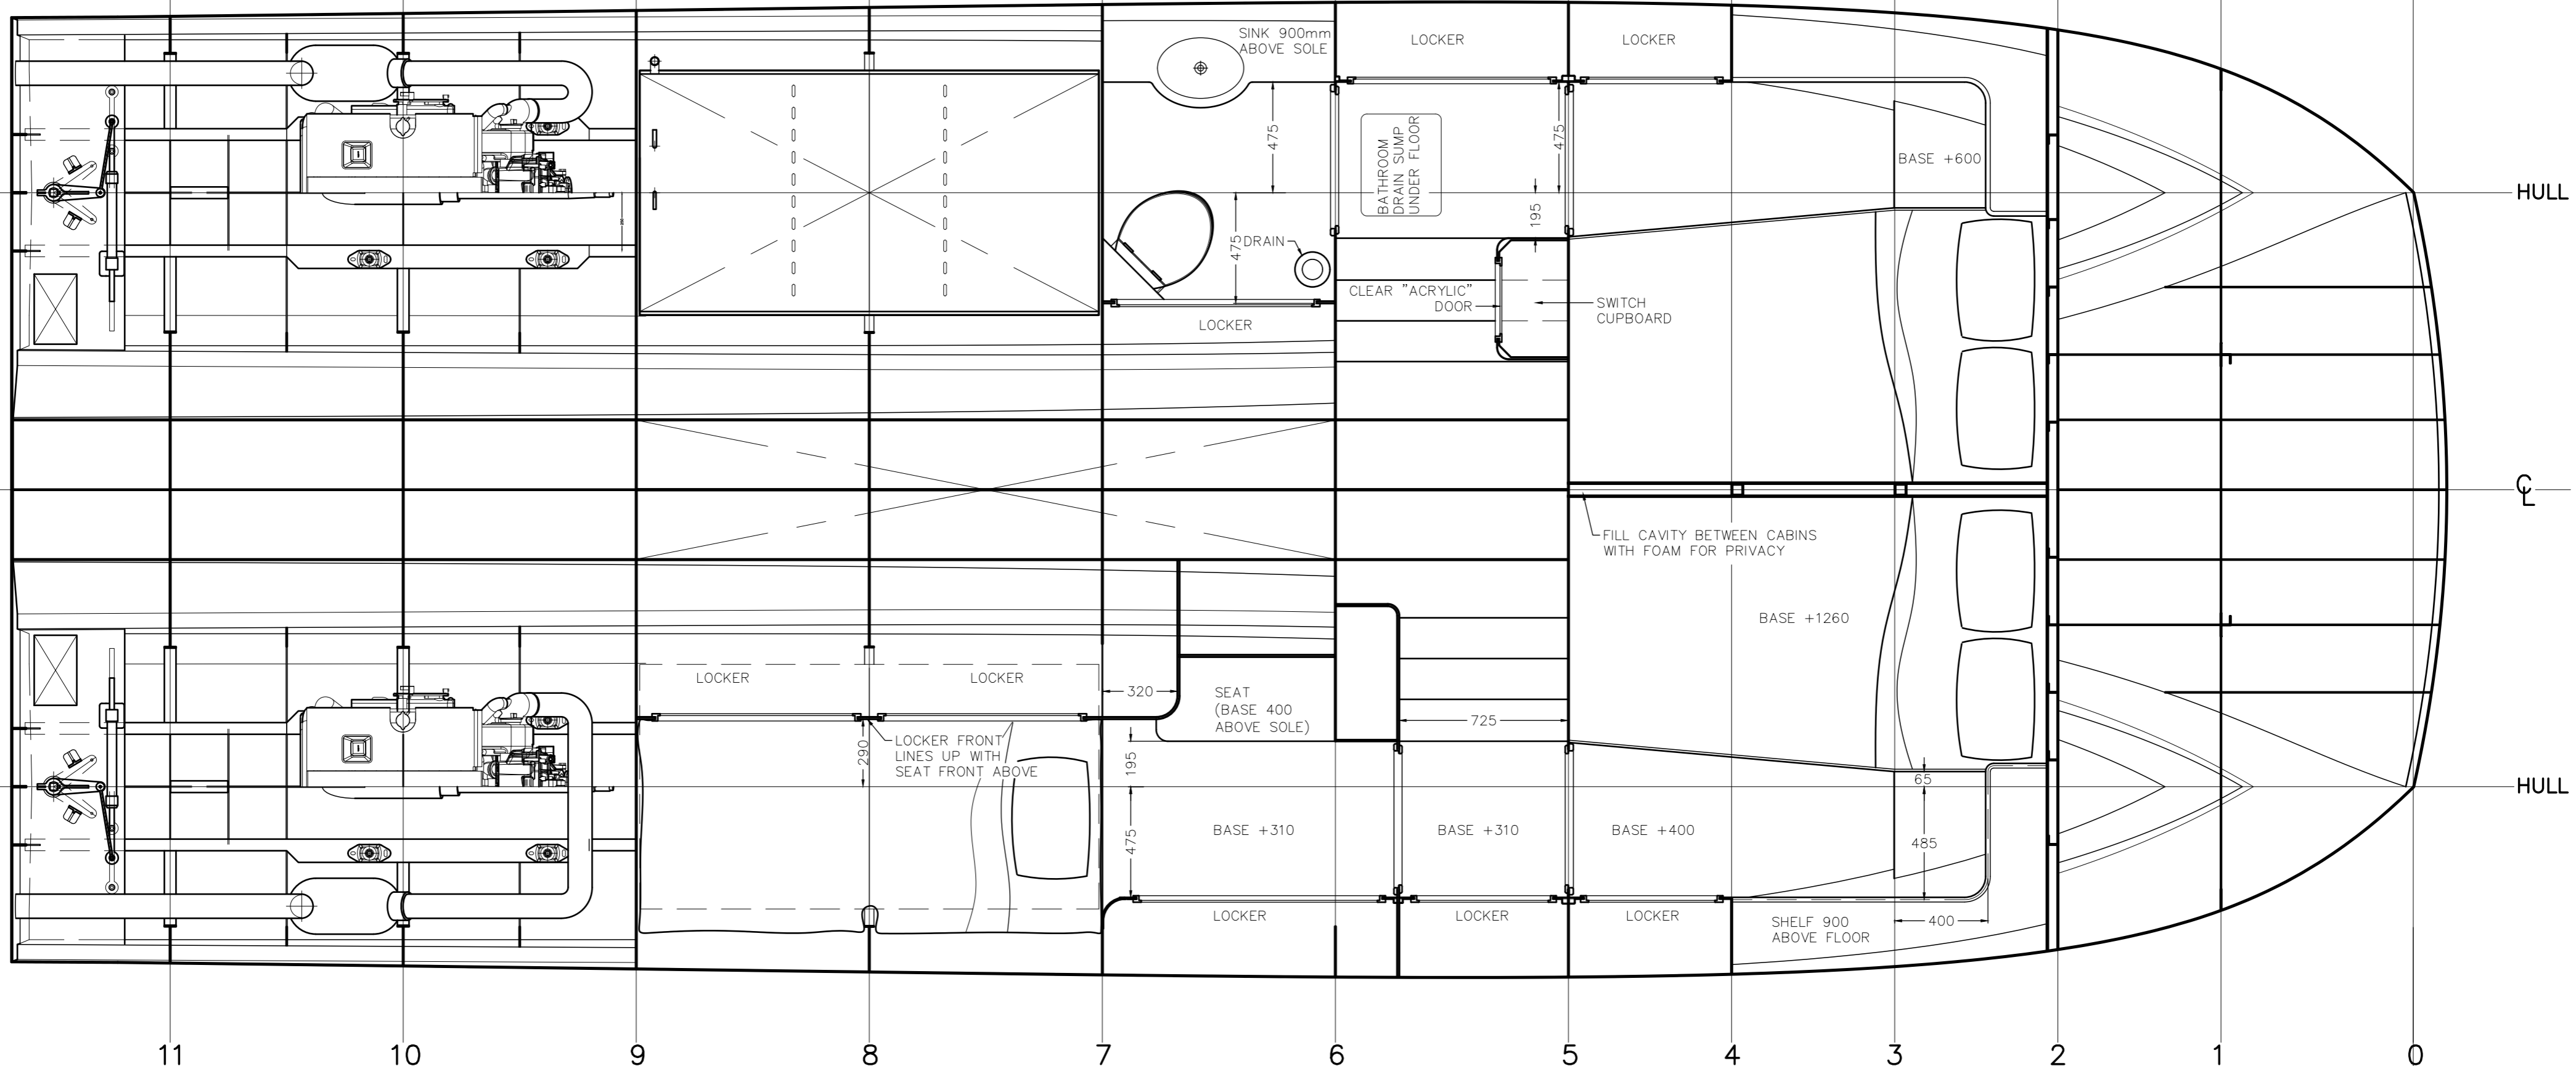 SINK 900mm
ABOVE SOLE
LOCKER
LOCKER
475
475
BATHROOM
DRAIN SUMP
UNDER FLOOR
BASE +600
HULL
195
475
DRAIN
CLEAR "ACRYLIC"
DOOR
SWITCH
CUPBOARD
LOCKER
CL
FILL CAVITY BETWEEN CABINS
WITH FOAM FOR PRIVACY
BASE +1260
LOCKER
LOCKER
320
SEAT
(BASE 400
ABOVE SOLE)
725
290
LOCKER FRONT
LINES UP WITH
SEAT FRONT ABOVE
195
65
HULL
475
BASE +310
BASE +310
BASE +400
485
LOCKER
LOCKER
LOCKER
SHELF 900
ABOVE FLOOR
400
11 10 9 8 7 6 5 4 3 2 1 0